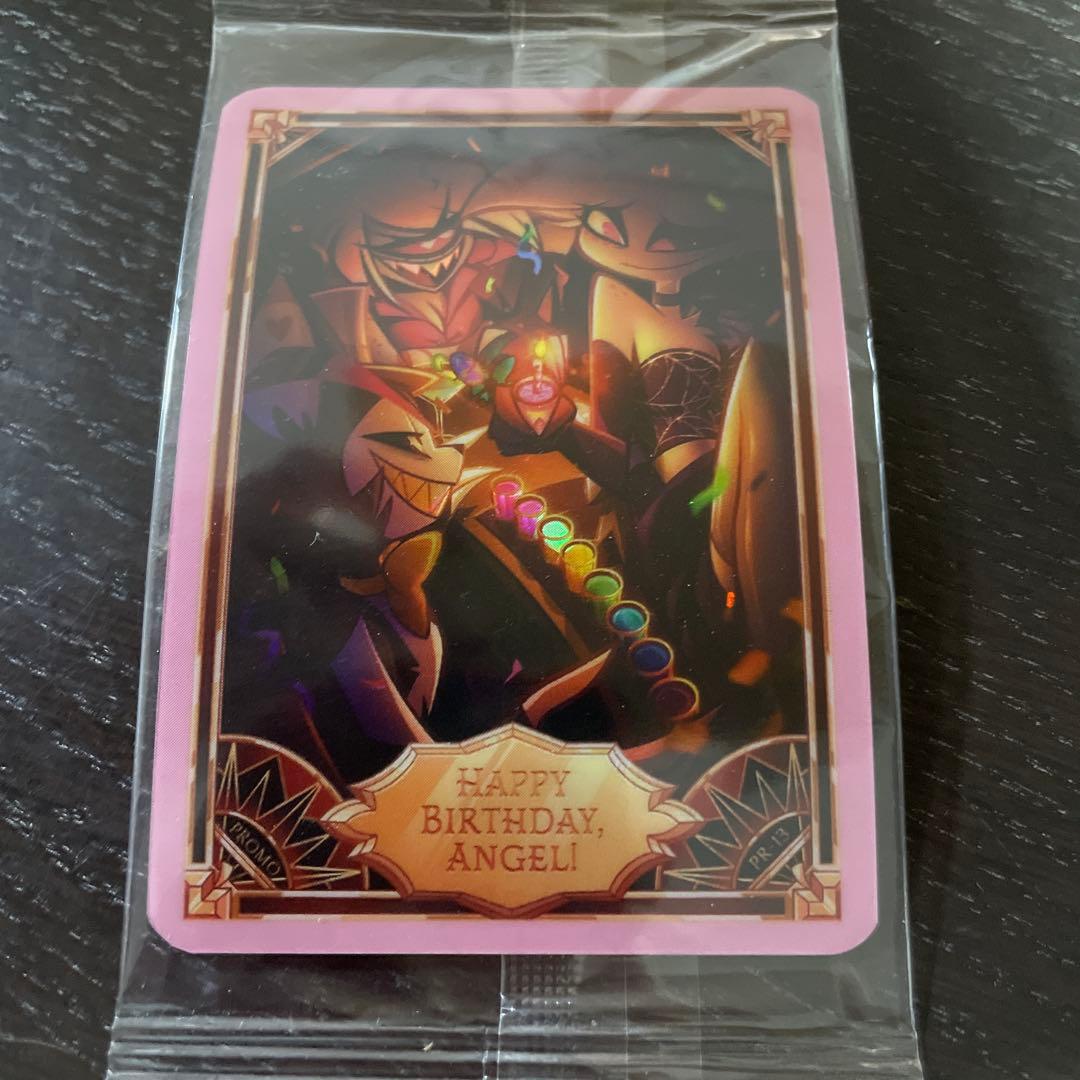 HAPPY
BIRTHDAY,
ANGEL!
PROMO
PR-13